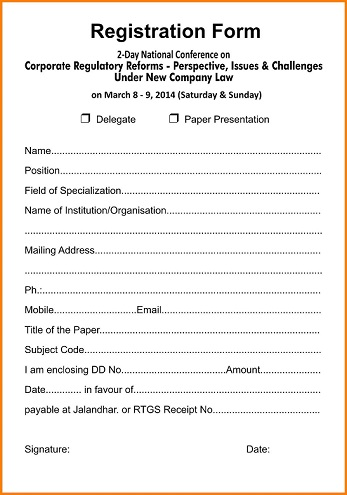 Registration Form
2-Day National Conference on
Corporate Regulatory Reforms - Perspective, Issues & Challenges
Under New Company Law
on March 8 - 9, 2014 (Saturday & Sunday)
❐ Delegate ❐ Paper Presentation
Name....................................................................................................
Position.................................................................................................
Field of Specialization..........................................................................
Name of Institution/Organisation.........................................................
..............................................................................................................
Mailing Address....................................................................................
..............................................................................................................
Ph.:........................................................................................................
Mobile..............................Email...........................................................
Title of the Paper..................................................................................
Subject Code........................................................................................
I am enclosing DD No.......................................Amount.........................
Date............. in favour of.....................................................................
payable at Jalandhar. or RTGS Receipt No........................................
Signature: Date: